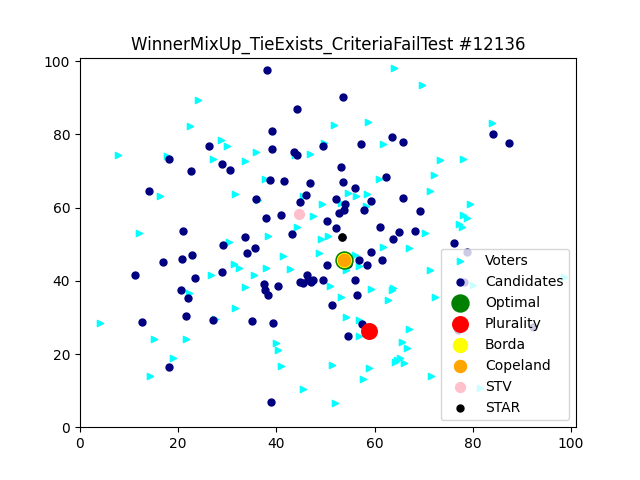 WinnerMixUp_TieExists_CriteriaFailTest #12136
100
80
60
40
20
0
0 20 40 60 80 100
Voters
Candidates
Optimal
Plurality
Borda
Copeland
STV
STAR